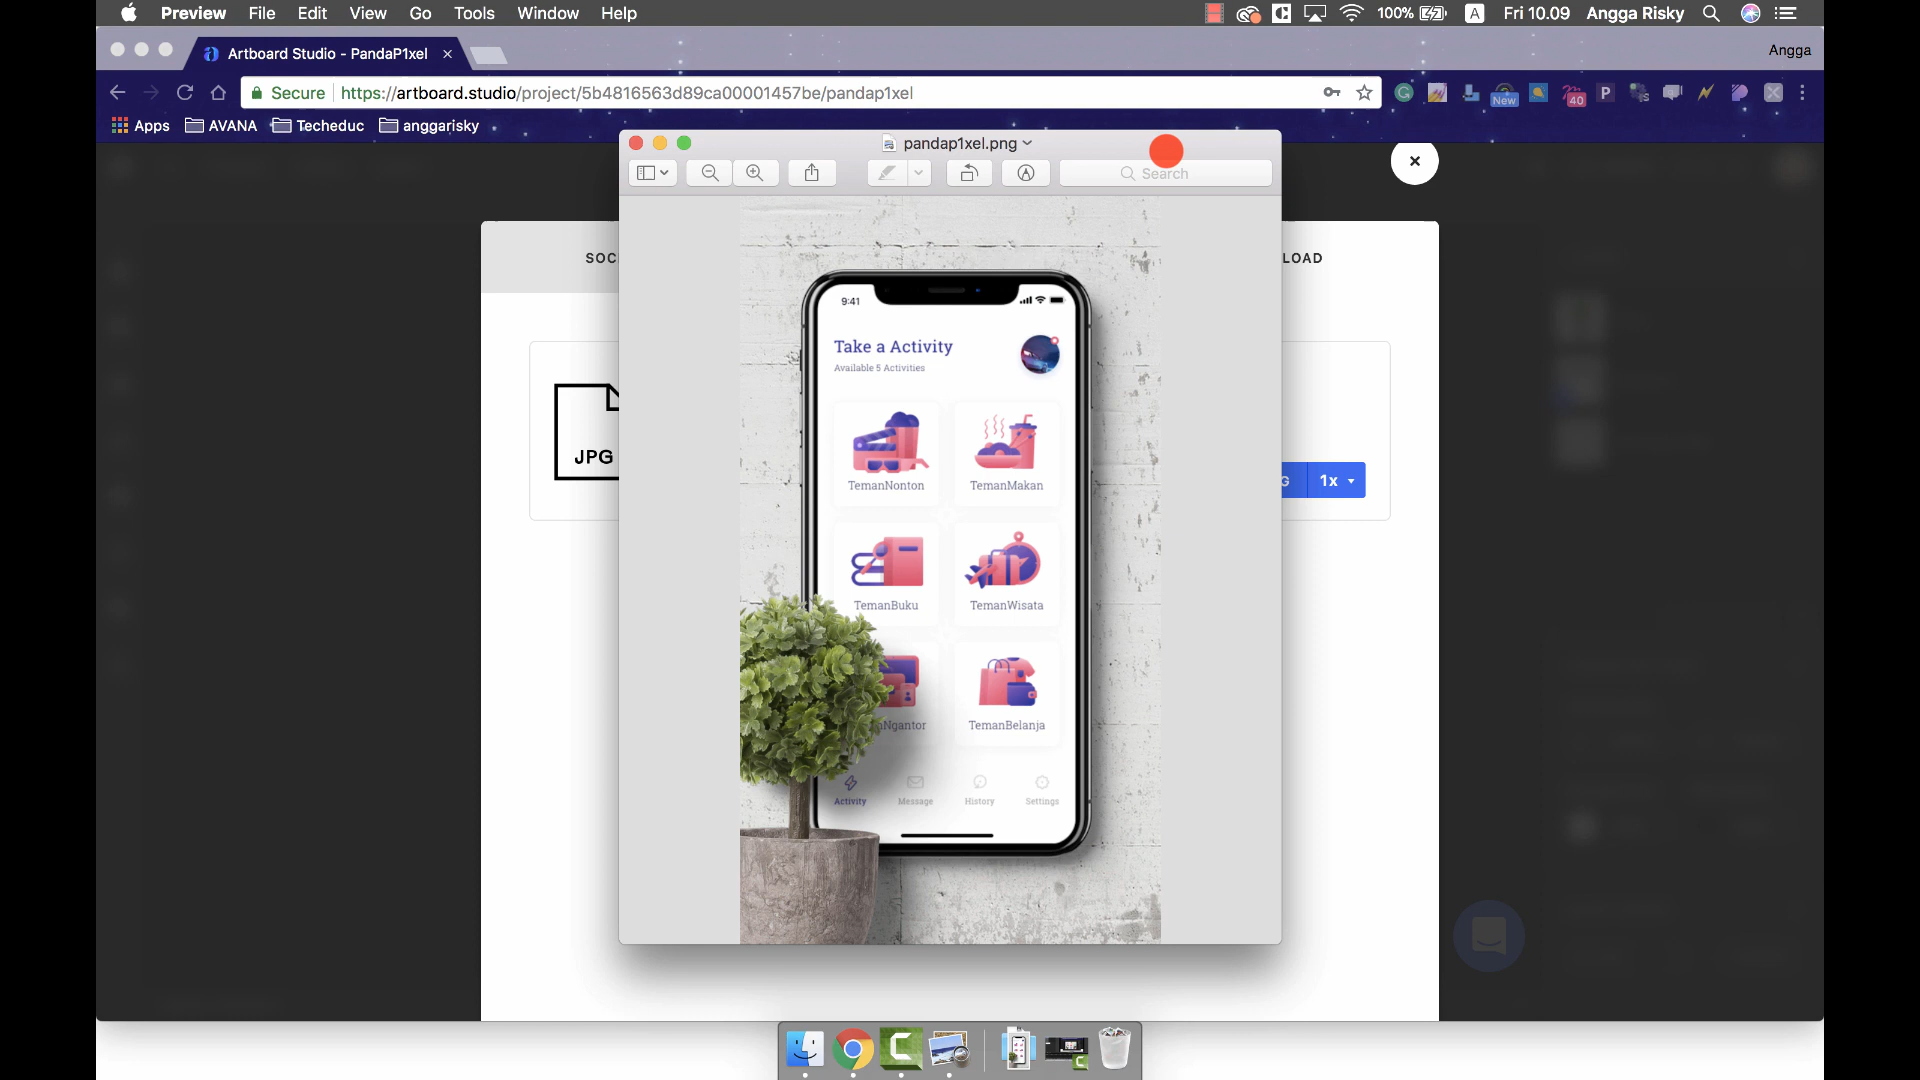 Preview File Edit View Go Tools Window Help
100% A Fri 10.09 Angga Risky
Artboard Studio - PandaP1xel
Angga
Secure https://artboard.studio/project/5b4816563d89ca00001457be/pandap1xel
New 40 P
Apps AVANA Techeduc anggarisky
pandap1xel.png
Search
SOC
LOAD
JPG
G 1x
9:41
Take a Activity
Available 5 Activities
TemanNonton TemanMakan
TemanBuku TemanWisata
Ngantor TemanBelanja
Activity Message History Settings